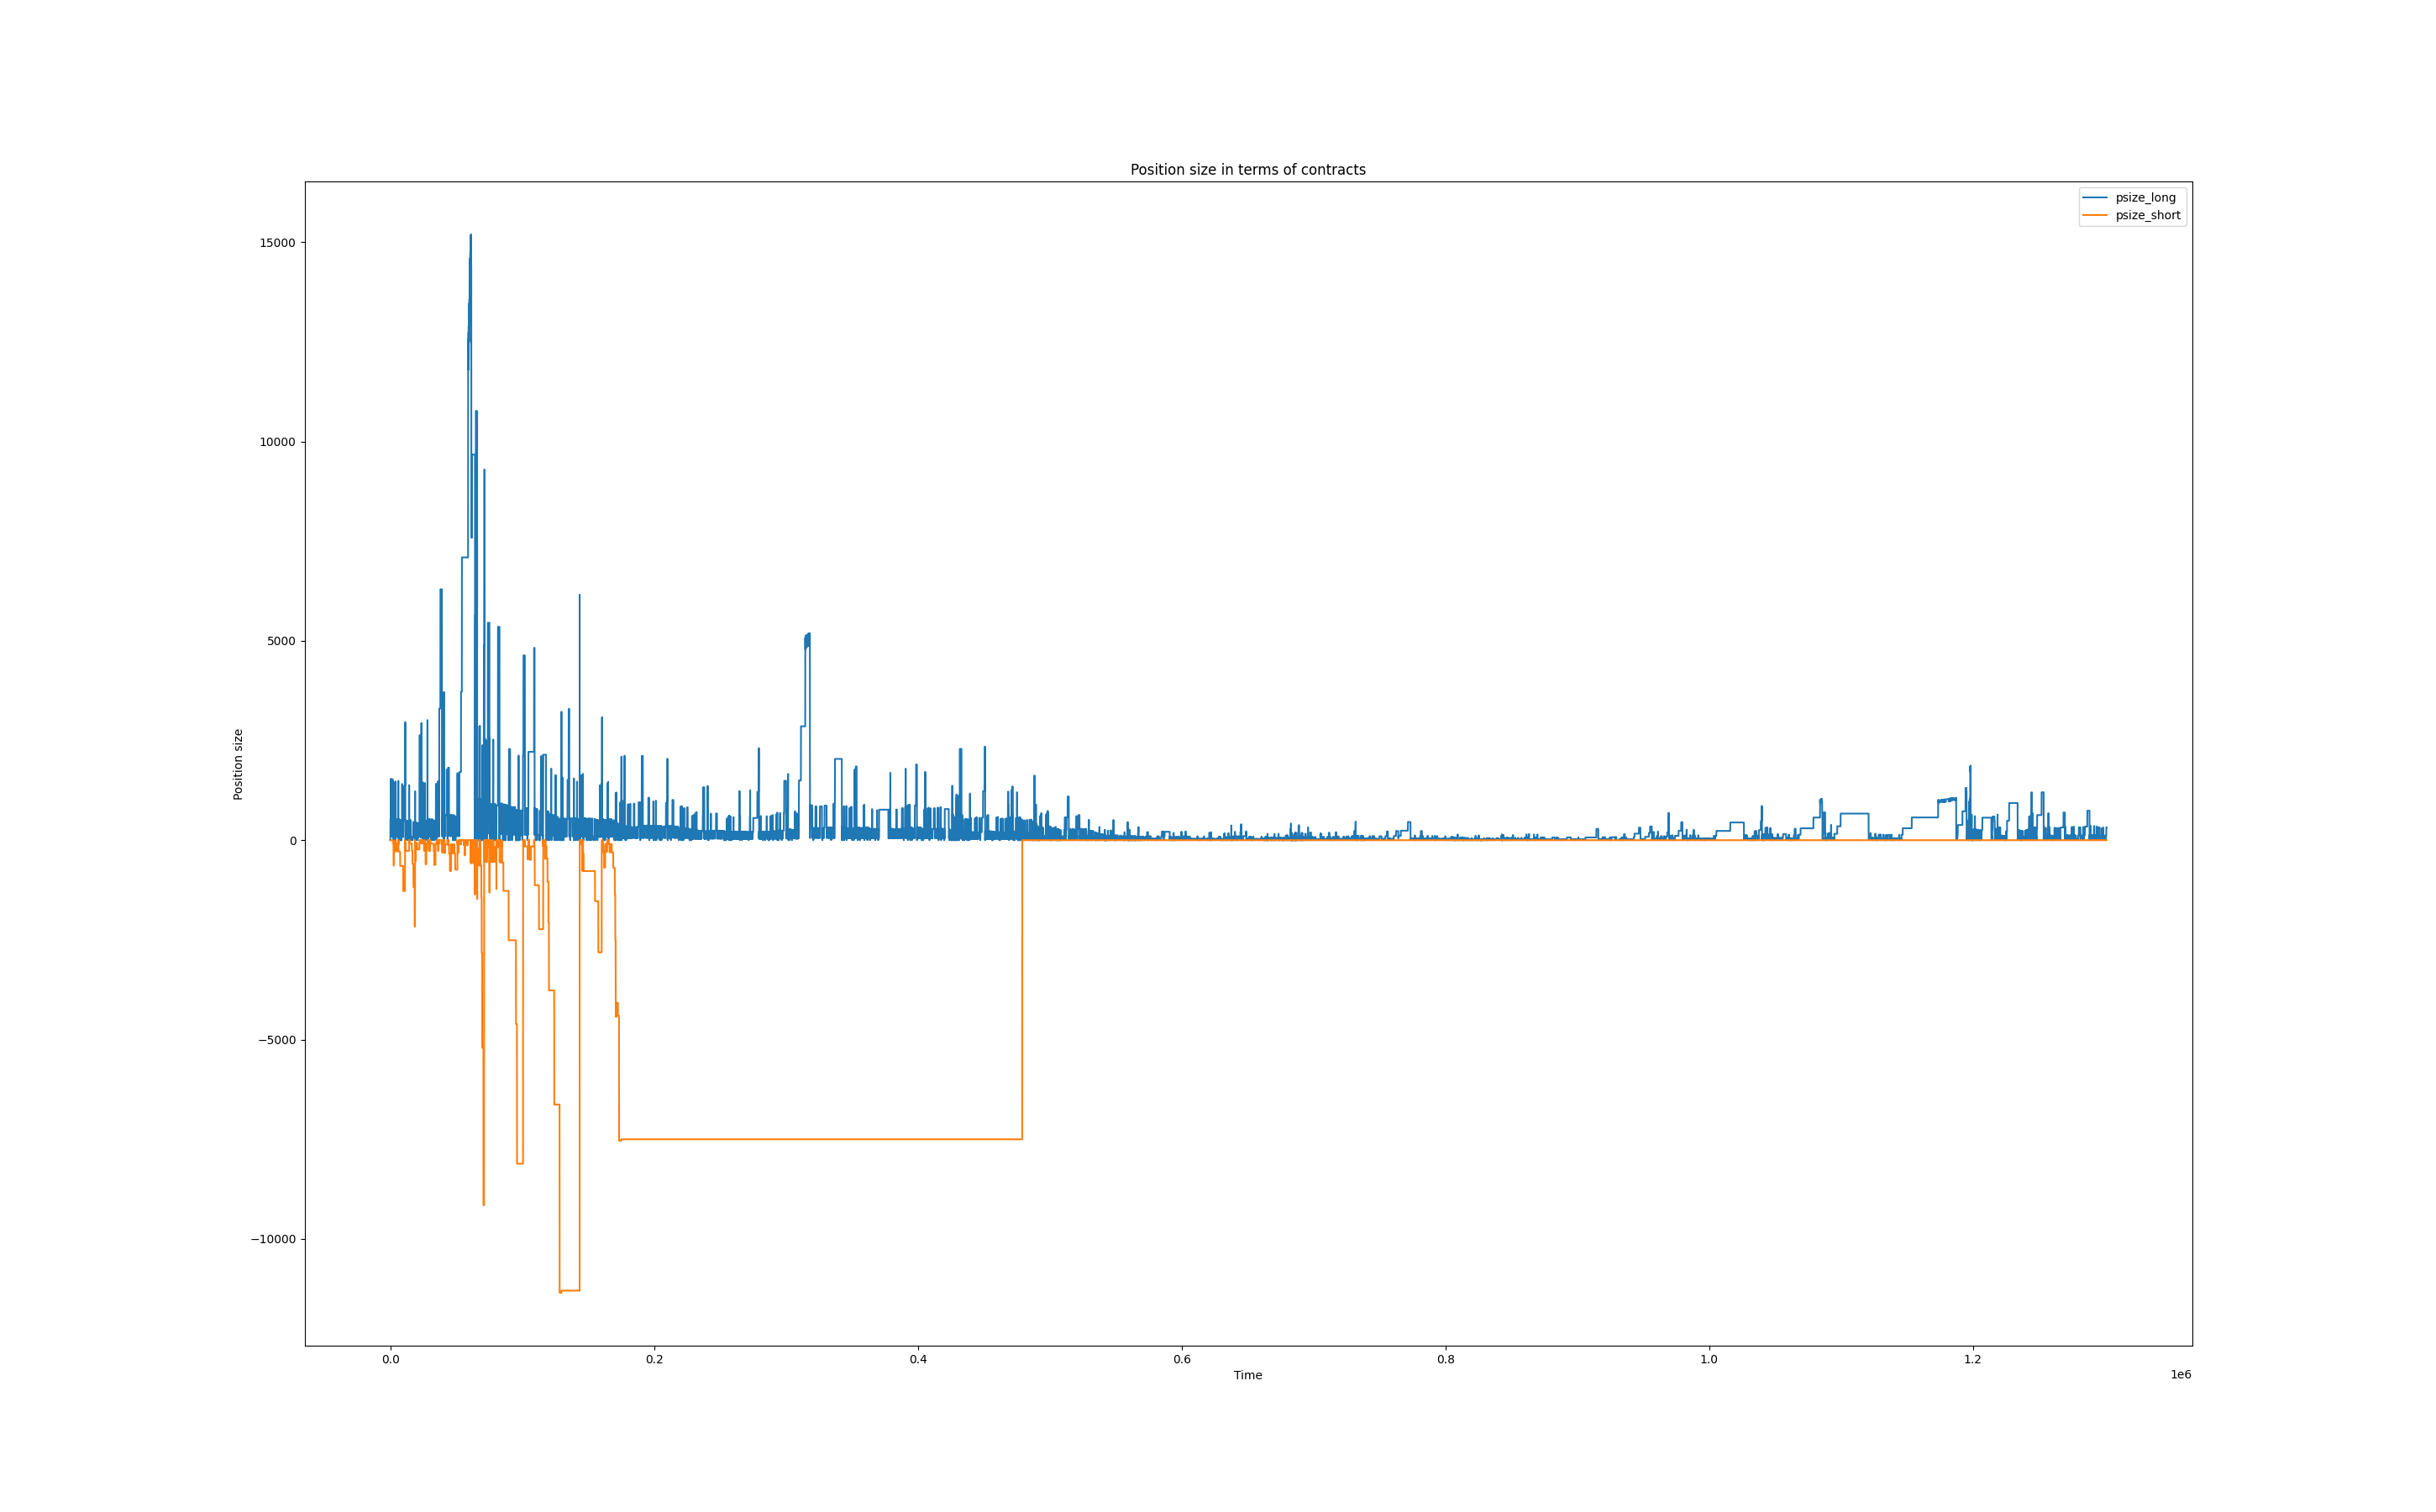 Position size in terms of contracts
psize_long
psize_short
15000
10000
5000
0
−5000
−10000
Position size
0.0
0.2
0.4
0.6
0.8
1.0
1.2
1e6
Time